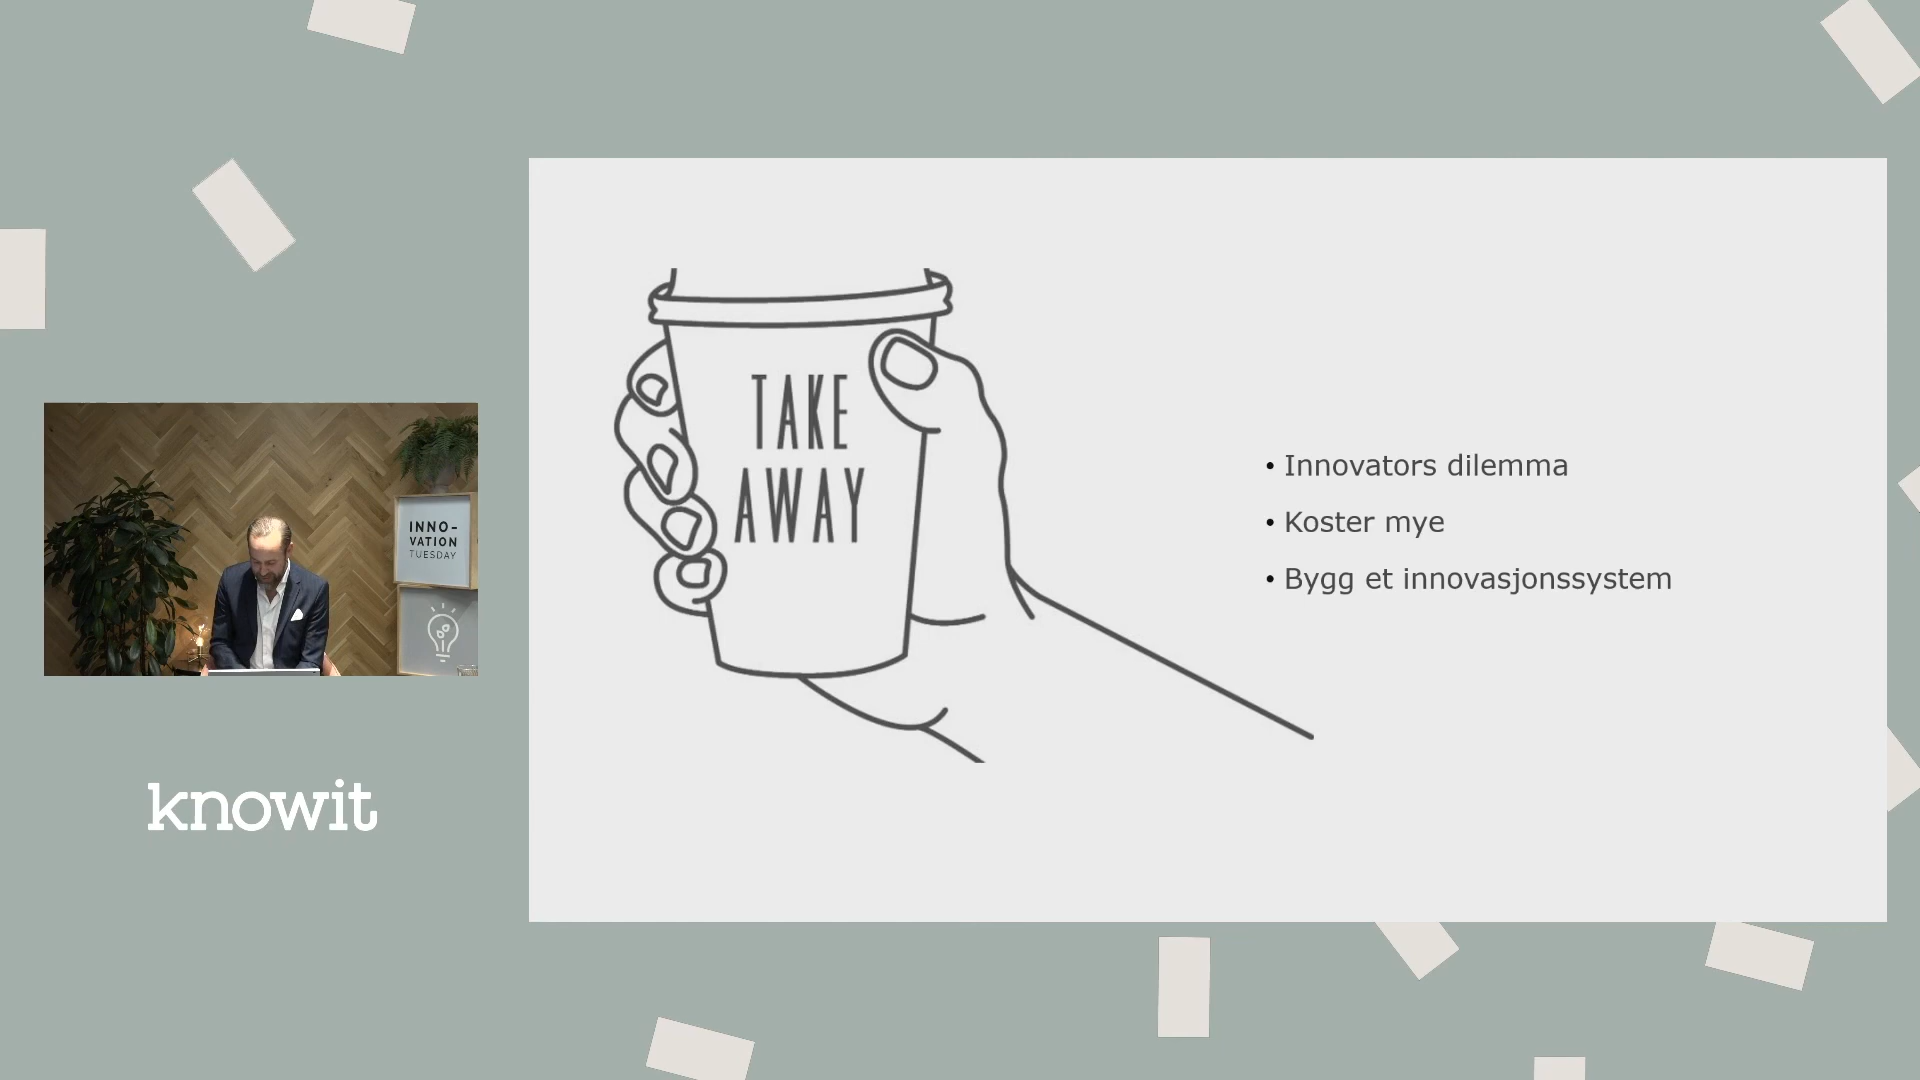 INNO-
VATION
TUESDAY
knowit
TAKE
AWAY
• Innovators dilemma
• Koster mye
• Bygg et innovasjonssystem